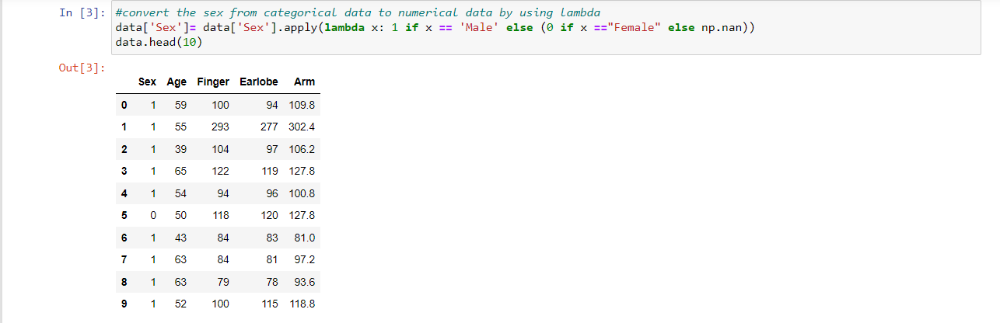 In [3]: #convert the sex from categorical data to numerical data by using lambda
data['Sex']= data['Sex'].apply(lambda x: 1 if x == 'Male' else (0 if x =="Female" else np.nan))
data.head(10)
Out[3]:
Sex Age Finger Earlobe Arm
0 1 59 100 94 109.8
1 1 55 293 277 302.4
2 1 39 104 97 106.2
3 1 65 122 119 127.8
4 1 54 94 96 100.8
5 0 50 118 120 127.8
6 1 43 84 83 81.0
7 1 63 84 81 97.2
8 1 63 79 78 93.6
9 1 52 100 115 118.8